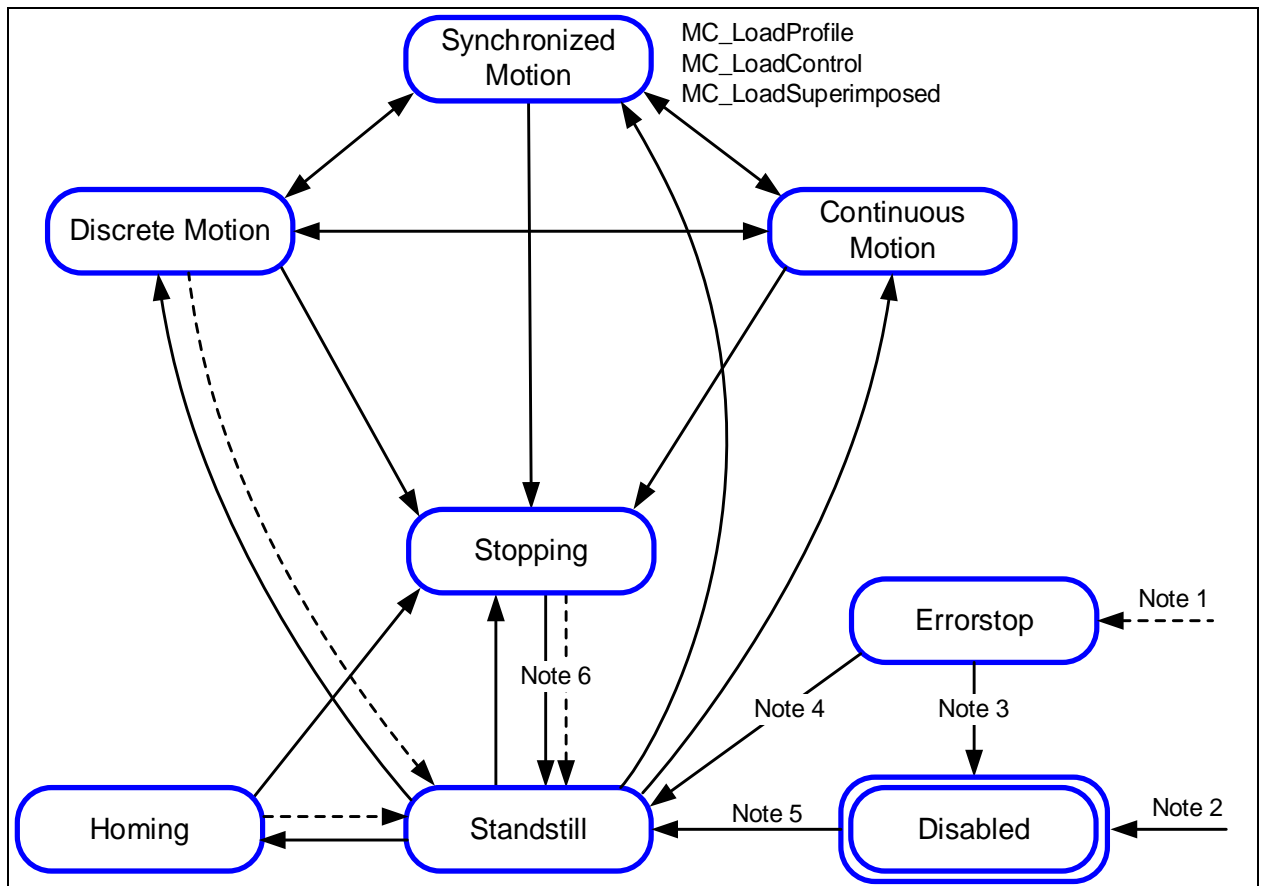 Synchronized
Motion
MC_LoadProfile
MC_LoadControl
MC_LoadSuperimposed
Discrete Motion
Continuous
Motion
Stopping
Errorstop
Note 1
Note 6
Note 4
Note 3
Homing
Standstill
Note 5
Disabled
Note 2